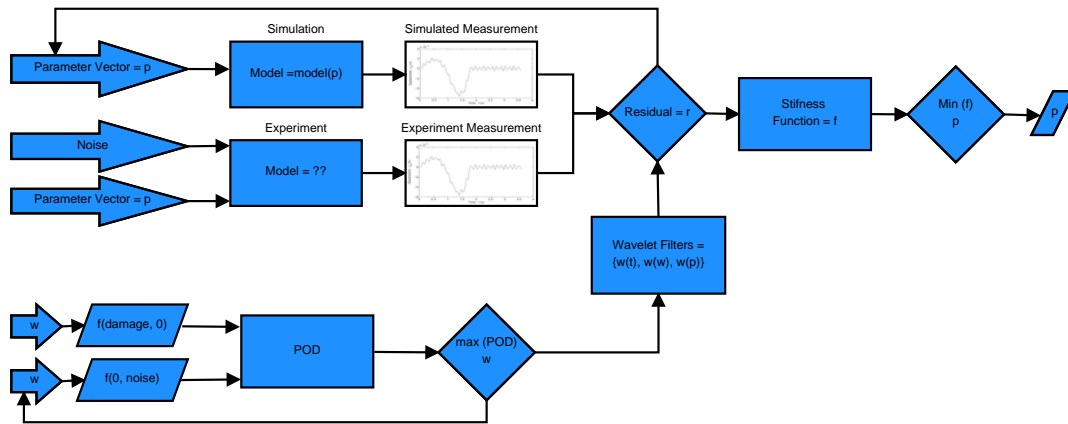 Simulation
Simulated Measurement
Parameter Vector = p
Model =model(p)
Residual = r
Stifness
Function = f
Min (f)
p
p
Noise
Experiment
Experiment Measurement
Model = ??
Parameter Vector = p
Wavelet Filters =
{w(t), w(w), w(p)}
w
f(damage, 0)
POD
max (POD)
w
w
f(0, noise)